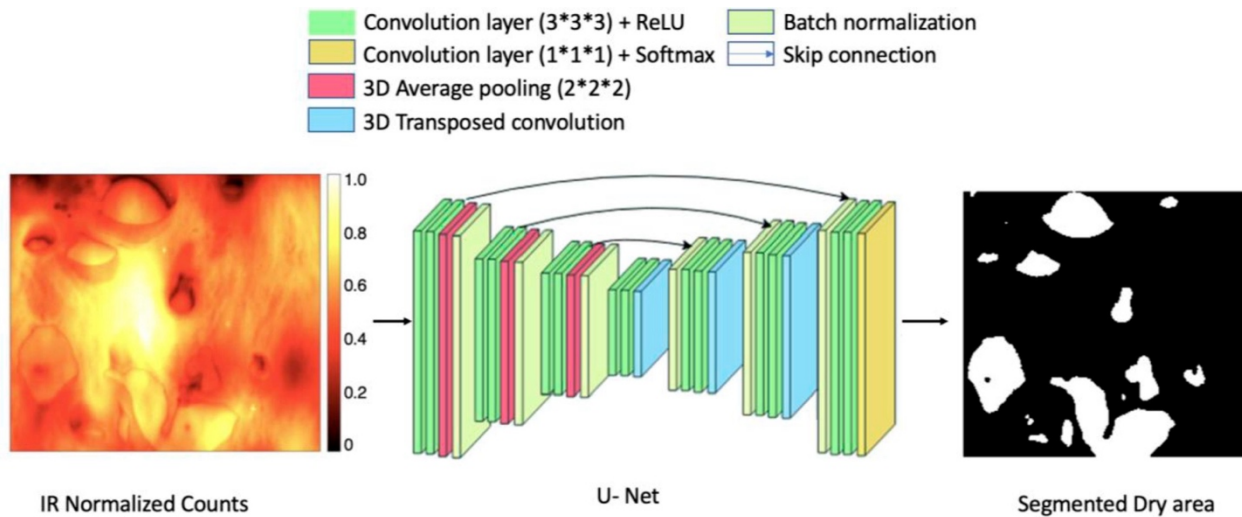 Convolution layer (3*3*3) + ReLU
Batch normalization
Convolution layer (1*1*1) + Softmax
Skip connection
3D Average pooling (2*2*2)
3D Transposed convolution
1.0
0.8
0.6
0.4
0.2
0
IR Normalized Counts
U- Net
Segmented Dry area